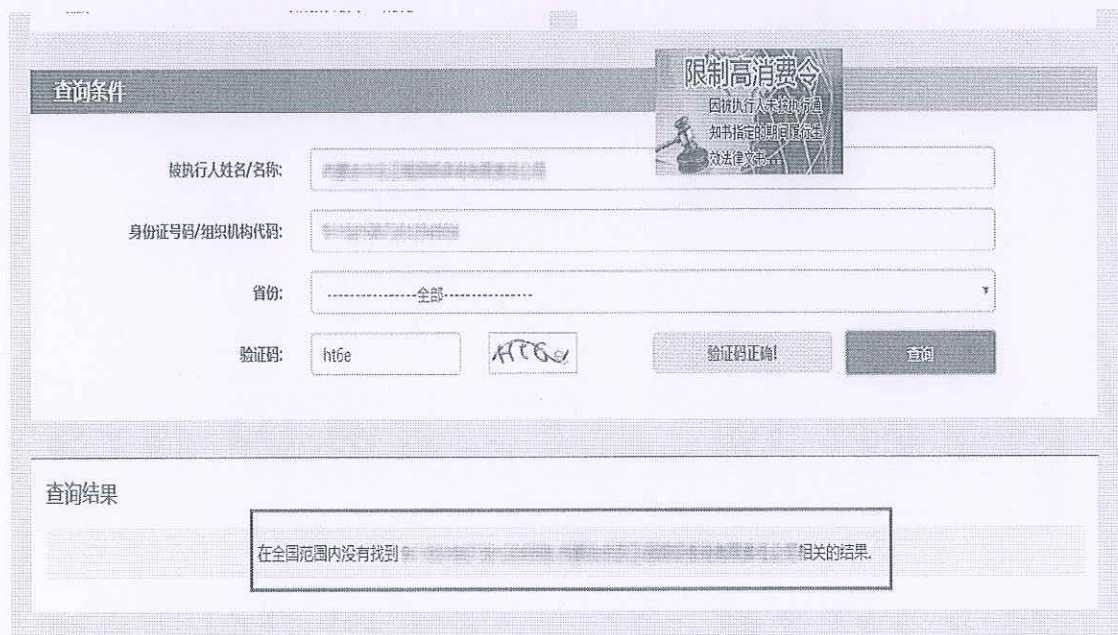 查询条件
限制高消费令
因被执行人未按执行通
知书指定的期间履行生
效法律文书...
被执行人姓名/名称:
身份证号码/组织机构代码:
省份:
-----------------全部-----------------
验证码:
ht6e
HT6e
验证码正确!
查询
查询结果
在全国范围内没有找到
相关的结果.